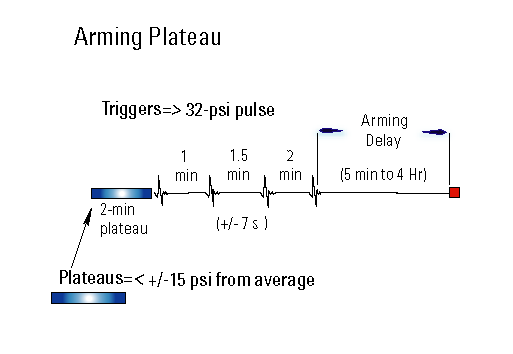 Arming Plateau
Triggers=> 32-psi pulse
Arming
Delay
1
min
1.5
min
2
min
(5 min to 4 Hr)
2-min
plateau
(+/- 7 s )
Plateaus=< +/-15 psi from average